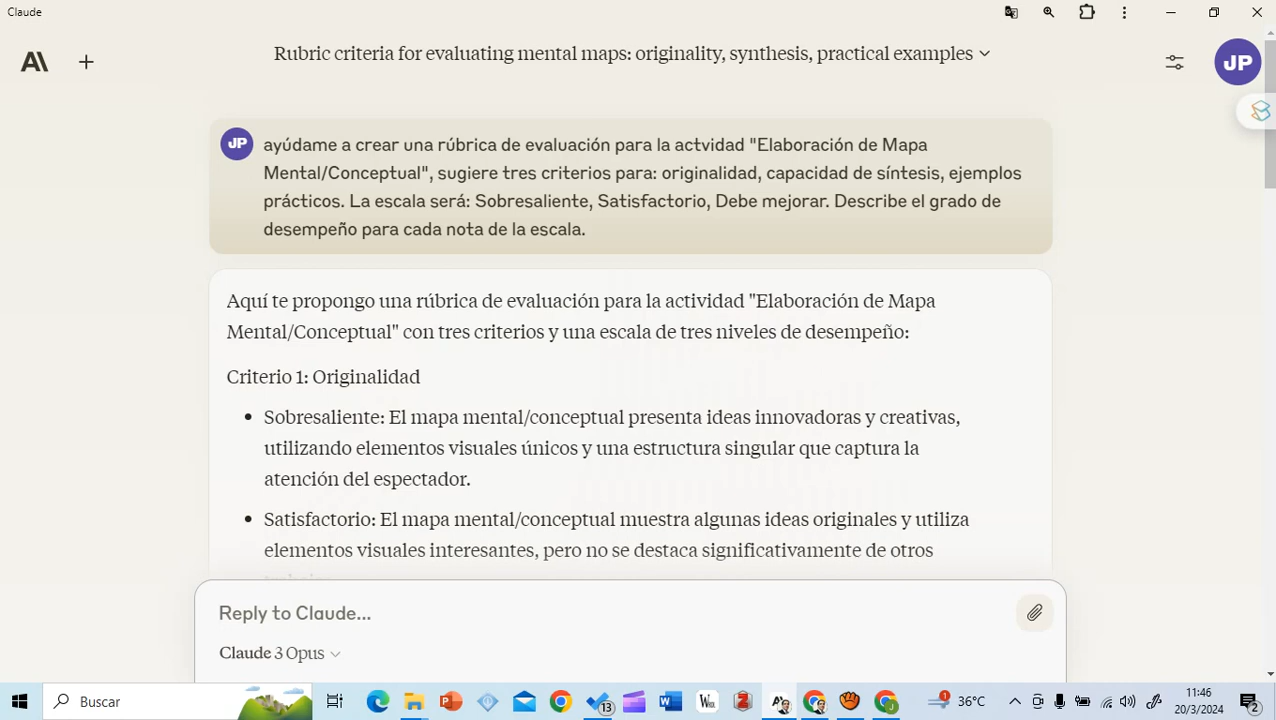 Claude
Rubric criteria for evaluating mental maps: originality, synthesis, practical examples
JP
JP
ayúdame a crear una rúbrica de evaluación para la actvidad "Elaboración de Mapa
Mental/Conceptual", sugiere tres criterios para: originalidad, capacidad de síntesis, ejemplos
prácticos. La escala será: Sobresaliente, Satisfactorio, Debe mejorar. Describe el grado de
desempeño para cada nota de la escala.
Aquí te propongo una rúbrica de evaluación para la actividad "Elaboración de Mapa
Mental/Conceptual" con tres criterios y una escala de tres niveles de desempeño:
Criterio 1: Originalidad
• Sobresaliente: El mapa mental/conceptual presenta ideas innovadoras y creativas,
utilizando elementos visuales únicos y una estructura singular que captura la
atención del espectador.
• Satisfactorio: El mapa mental/conceptual muestra algunas ideas originales y utiliza
elementos visuales interesantes, pero no se destaca significativamente de otros
Reply to Claude...
Claude 3 Opus
Buscar
13
1
36°C
11:46
20/3/2024
2